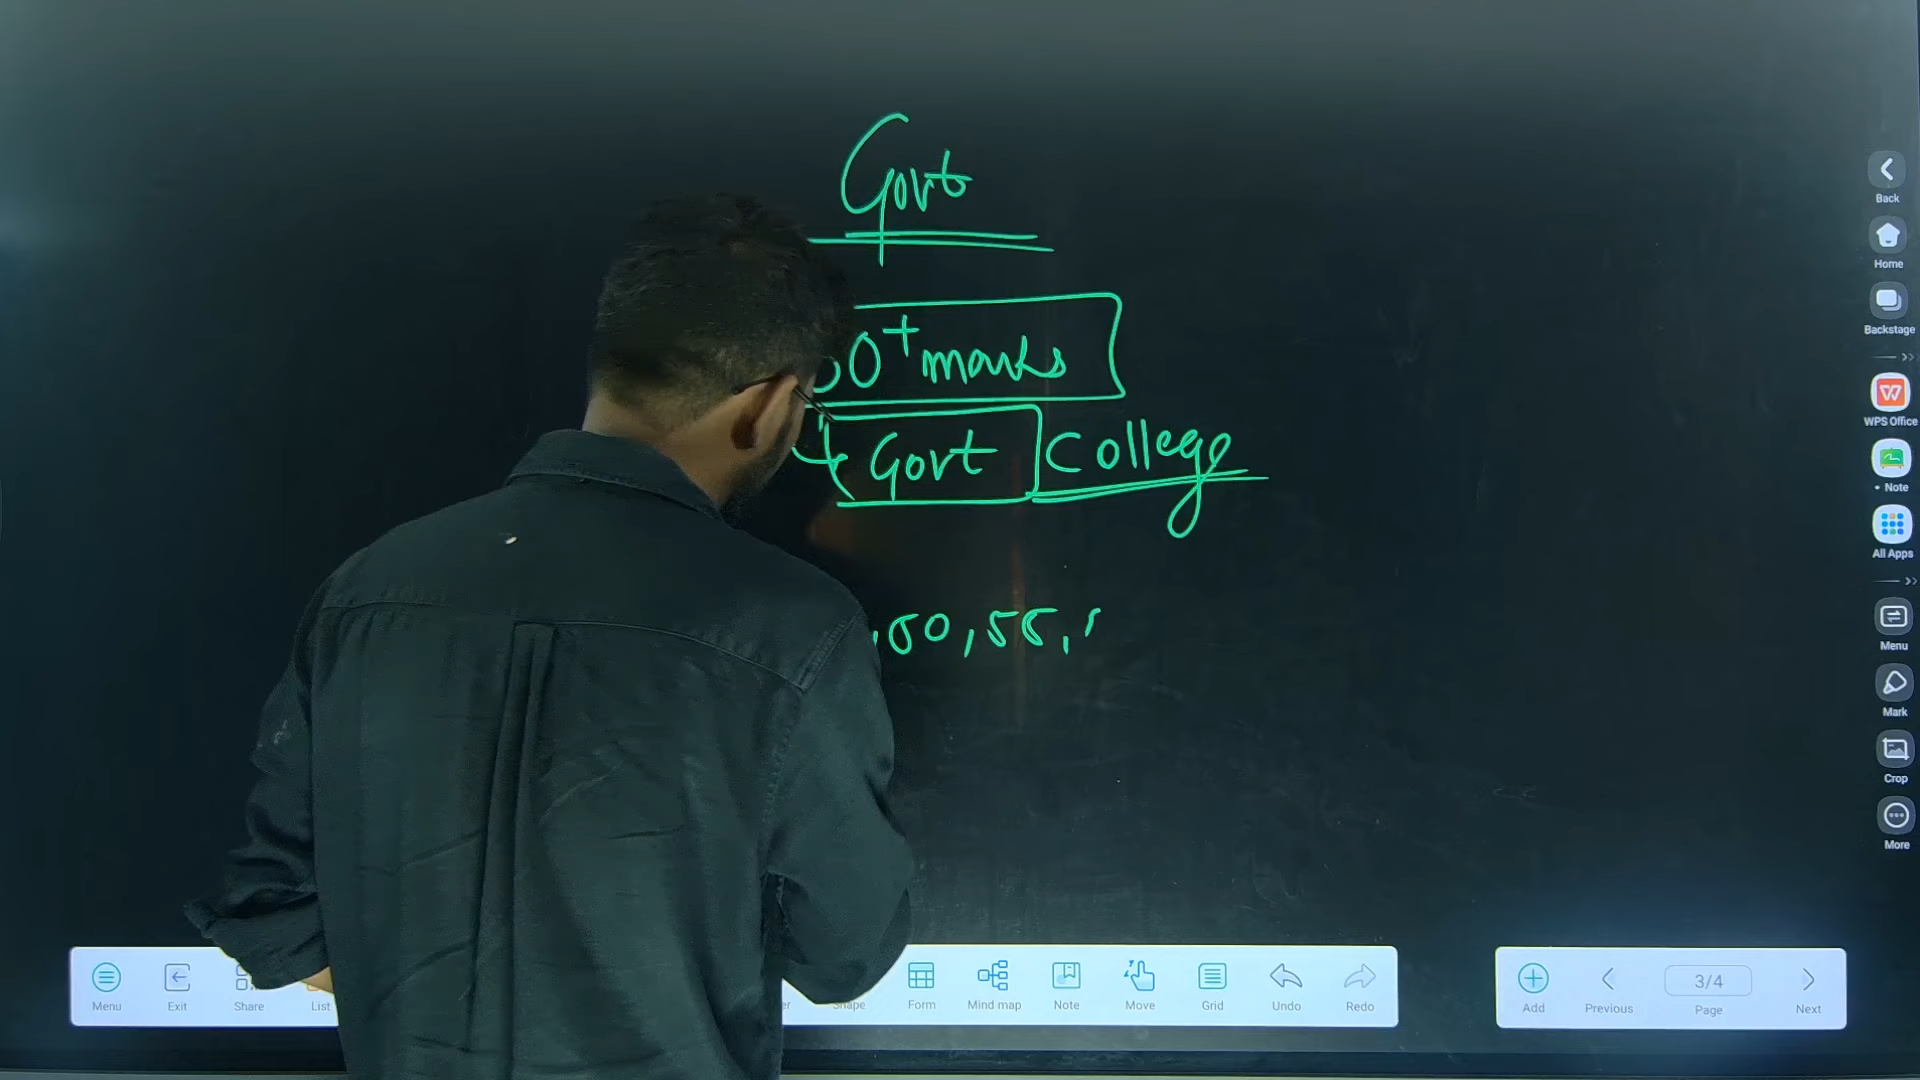 Govt
0+ marks
Govt College
,50, 55,
Back
Home
Backstage
WPS Office
• Note
All Apps
Menu
Mark
Crop
More
Menu Exit Share List Shape Form Mind map Note Move Grid Undo Redo
Add Previous 3/4 Page Next